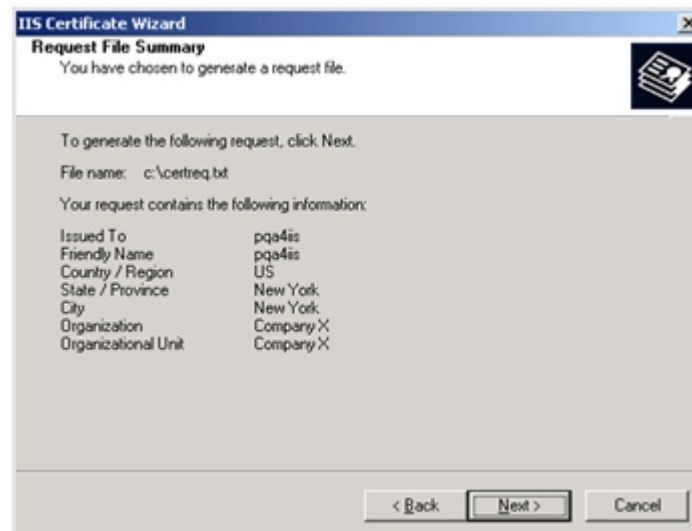 IIS Certificate Wizard
Request File Summary
You have chosen to generate a request file.
To generate the following request, click Next.
File name: c:\certreq.txt
Your request contains the following information:
Issued To pqa4iis
Friendly Name pqa4iis
Country / Region US
State / Province New York
City New York
Organization Company X
Organizational Unit Company X
< Back Next > Cancel